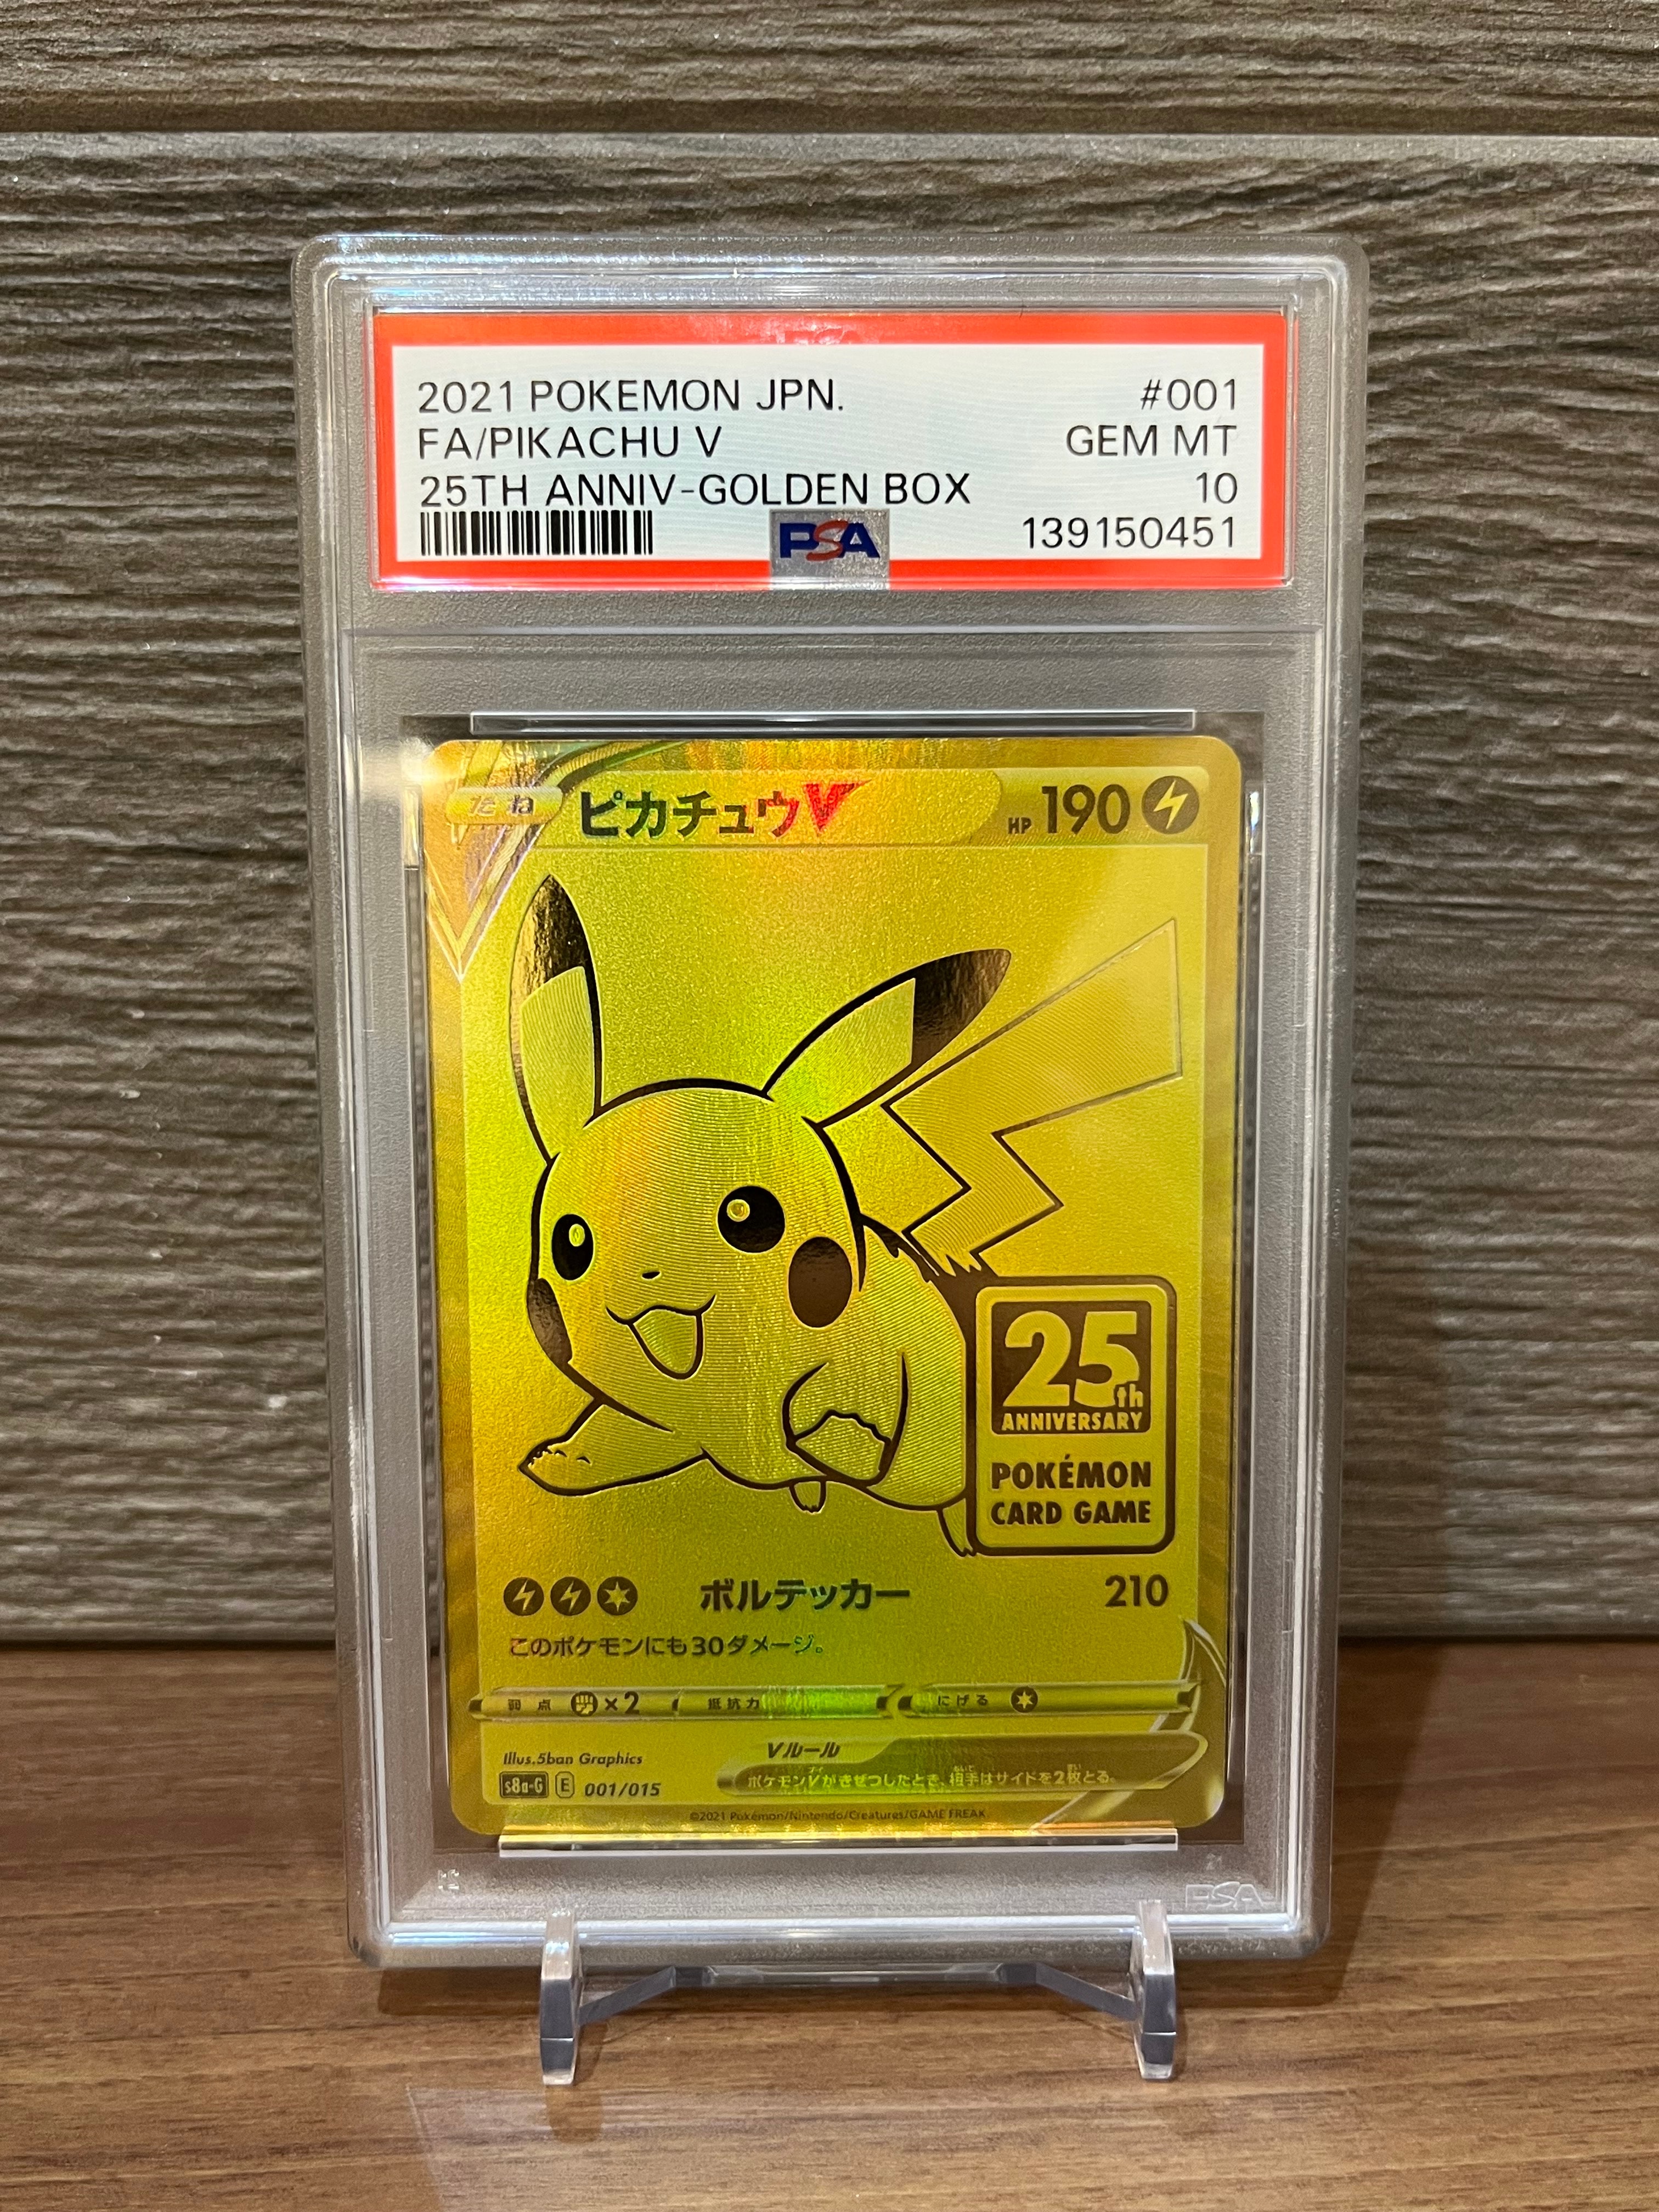 PSA
2021 POKEMON JPN. #001
FA/PIKACHU V GEM MT
25TH ANNIV-GOLDEN BOX 10
PSA 139150451
たね ピカチュウV HP 190
25th
ANNIVERSARY
POKÉMON
CARD GAME
ボルテッカー 210
このポケモンにも30ダメージ。
弱点 ×2 抵抗力 にげる
Illus.5ban Graphics
Vルール
s8a-G E 001/015
ポケモンVがきぜつしたとき、相手はサイドを2枚とる。
©2021 Pokémon/Nintendo/Creatures/GAME FREAK
PSA